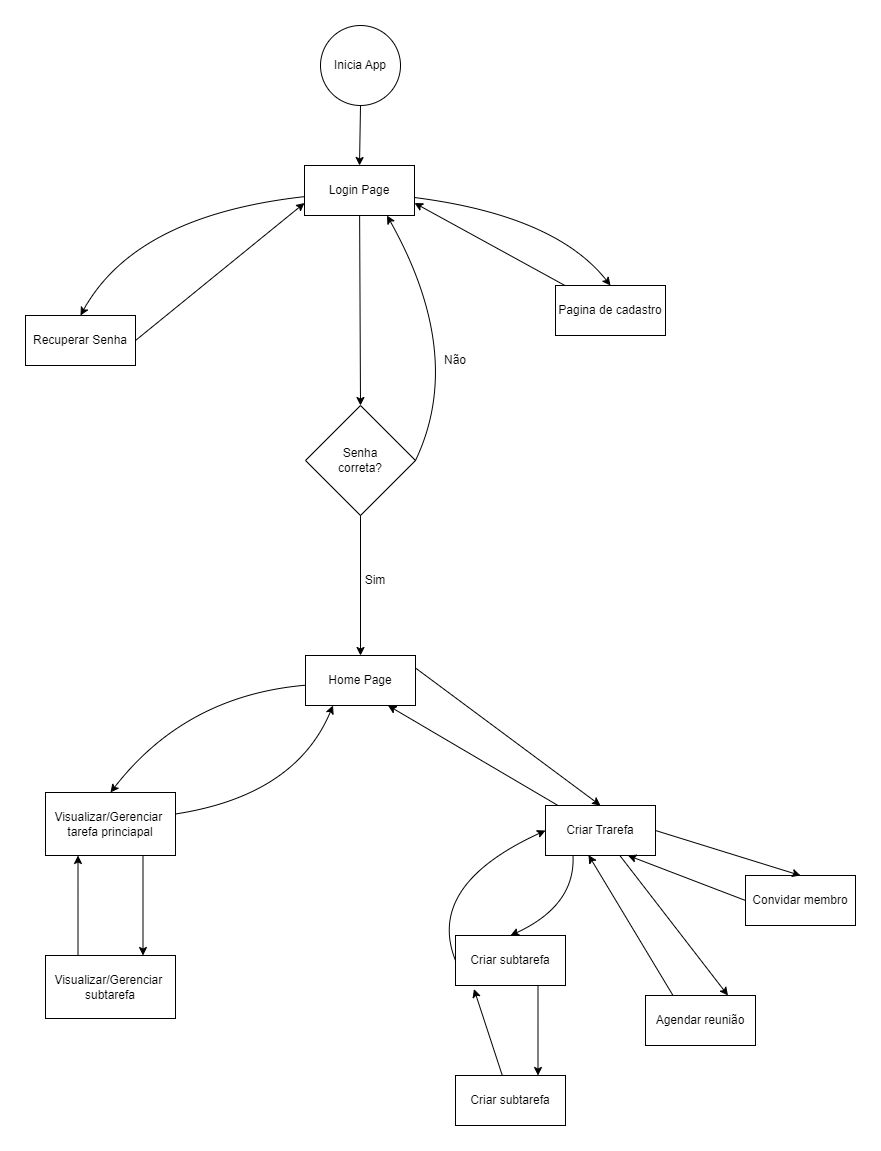 Inicia App
Login Page
Recuperar Senha
Pagina de cadastro
Não
Senha
correta?
Sim
Home Page
Visualizar/Gerenciar
tarefa princiapal
Criar Trarefa
Convidar membro
Visualizar/Gerenciar
subtarefa
Criar subtarefa
Agendar reunião
Criar subtarefa